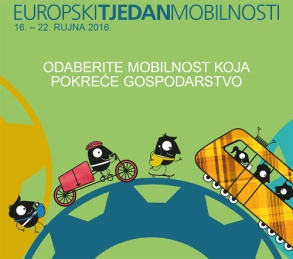 EUROPSKITJEDANMOBILNOSTI
16. – 22. RUJNA 2016.
ODABERITE MOBILNOST KOJA
POKREĆE GOSPODARSTVO